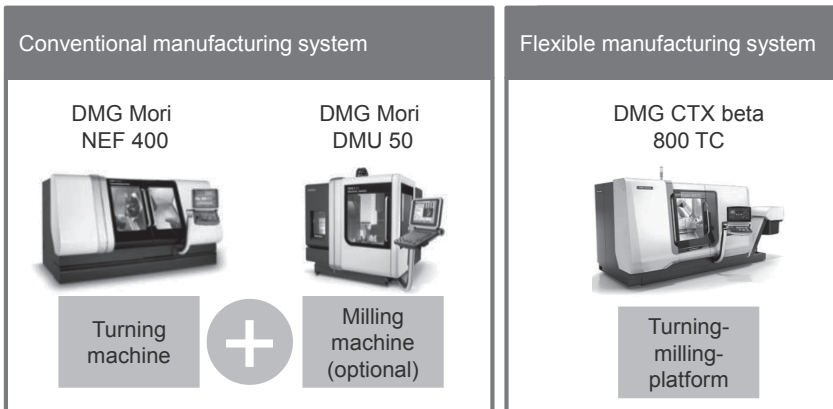 Conventional manufacturing system
Flexible manufacturing system
DMG Mori
NEF 400
DMG Mori
DMU 50
DMG CTX beta
800 TC
Turning
machine
+
Milling
machine
(optional)
Turning-
milling-
platform